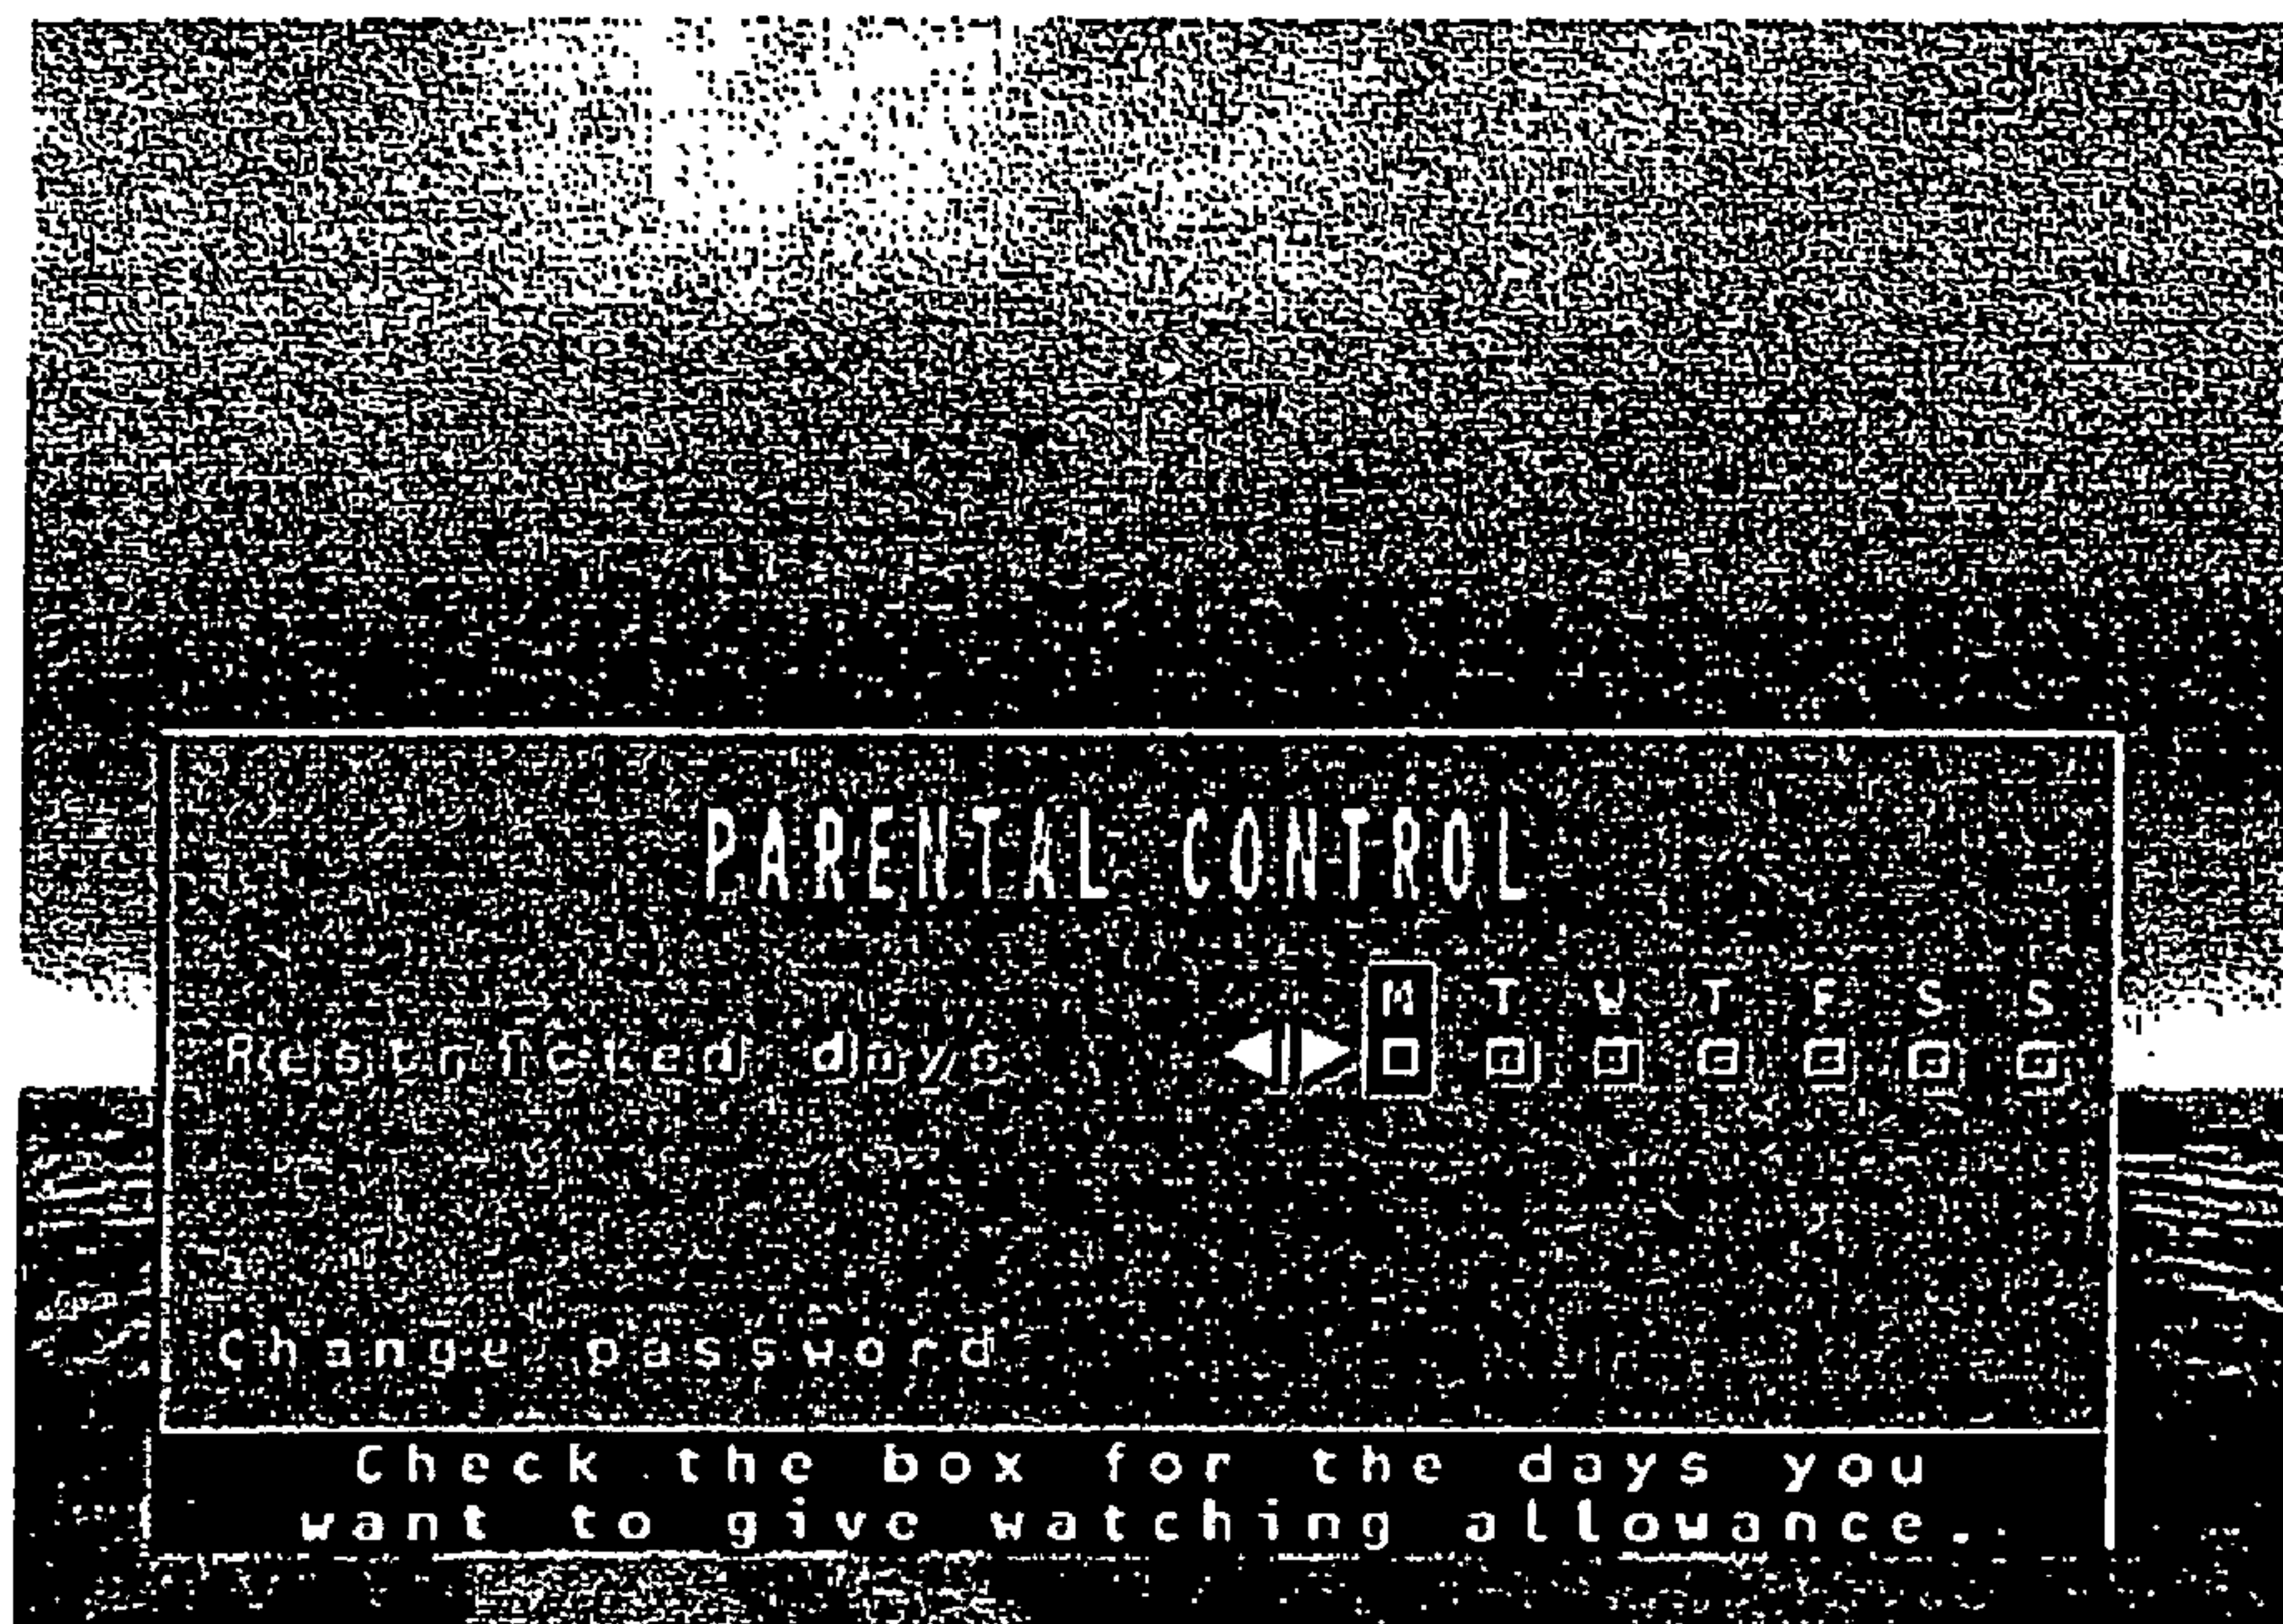 PARENTAL CONTROL
M T W T F S S
Restricted days
Change password
Check the box for the days you
want to give watching allowance.